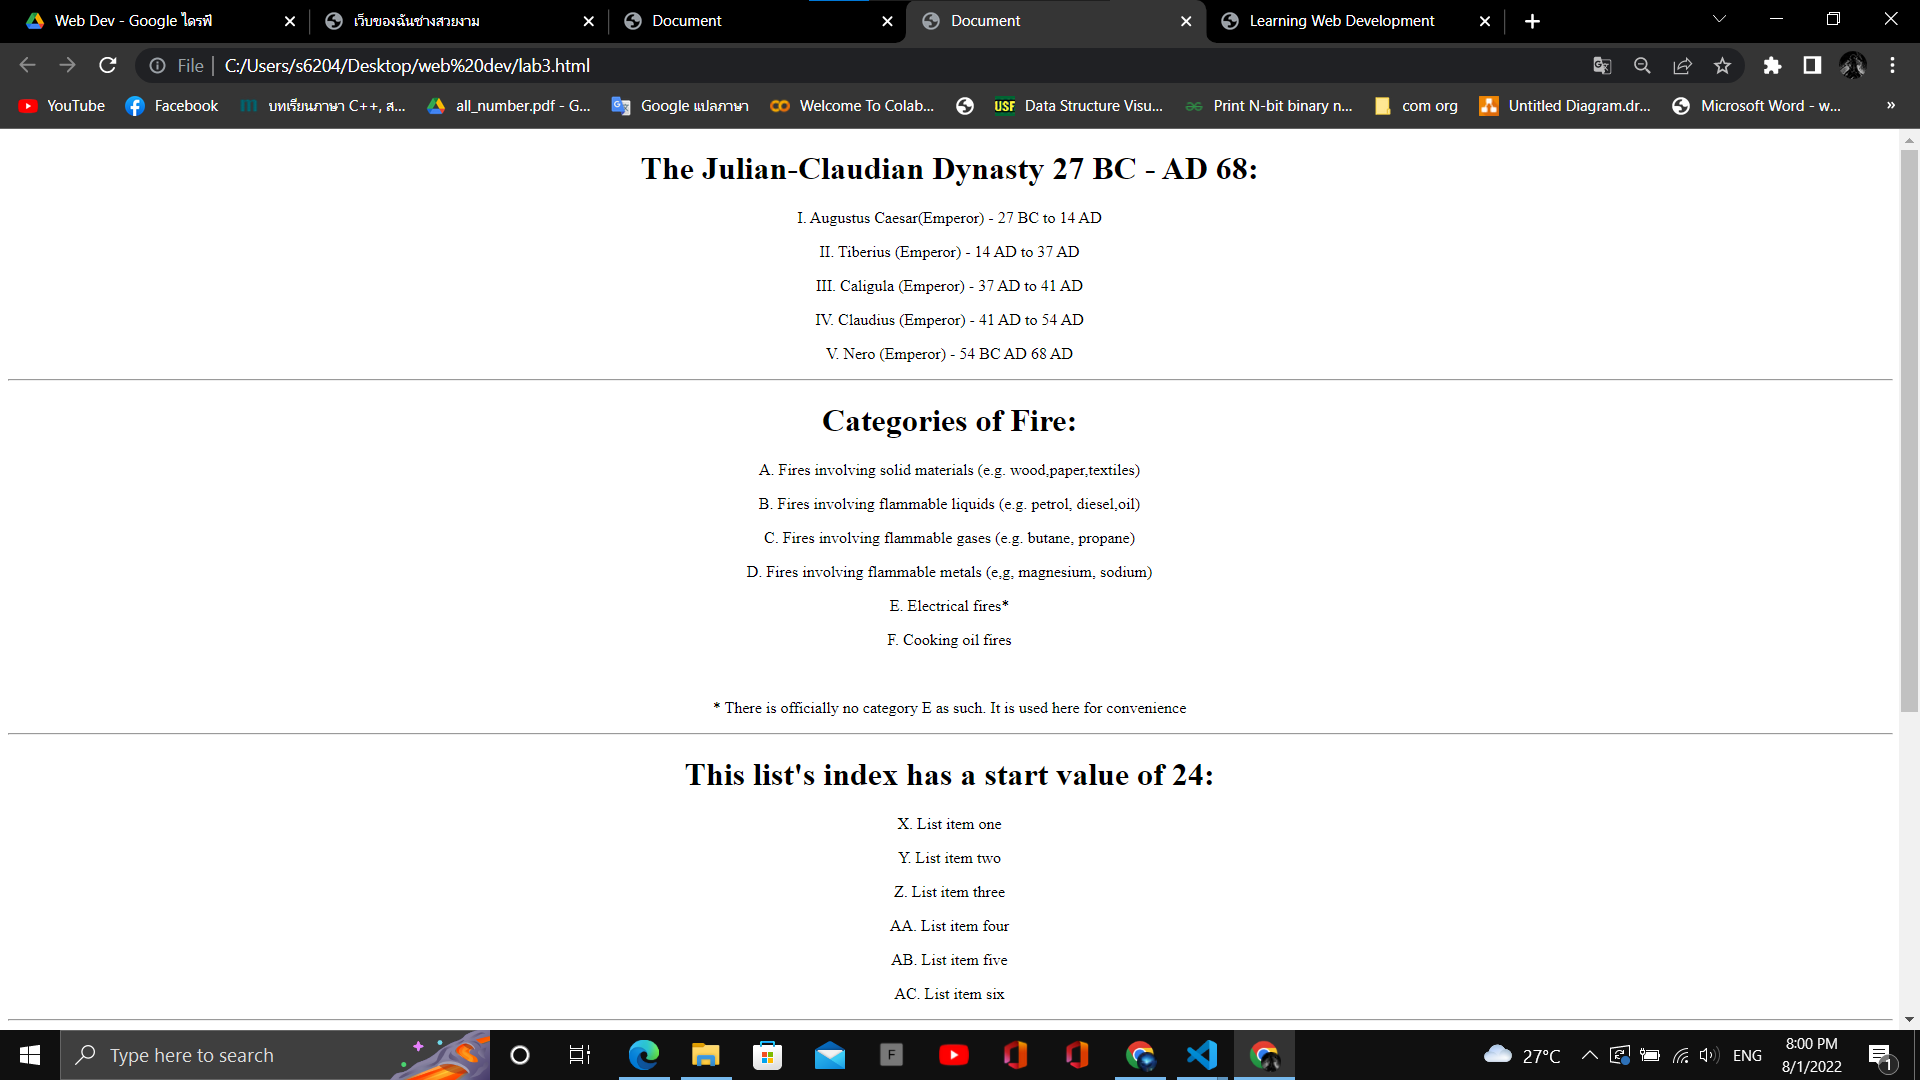 Web Dev - Google ไดรฟ์
เว็บของฉันช่างสวยงาม
Document
Document
Learning Web Development
File
C:/Users/s6204/Desktop/web%20dev/lab3.html
YouTube
Facebook
บทเรียนภาษา C++, ส...
all_number.pdf - G...
Google แปลภาษา
Welcome To Colab...
USF
Data Structure Visu...
Print N-bit binary n...
com org
Untitled Diagram.dr...
Microsoft Word - w...
»
The Julian-Claudian Dynasty 27 BC - AD 68:
I. Augustus Caesar(Emperor) - 27 BC to 14 AD
II. Tiberius (Emperor) - 14 AD to 37 AD
III. Caligula (Emperor) - 37 AD to 41 AD
IV. Claudius (Emperor) - 41 AD to 54 AD
V. Nero (Emperor) - 54 BC AD 68 AD
Categories of Fire:
A. Fires involving solid materials (e.g. wood,paper,textiles)
B. Fires involving flammable liquids (e.g. petrol, diesel,oil)
C. Fires involving flammable gases (e.g. butane, propane)
D. Fires involving flammable metals (e,g, magnesium, sodium)
E. Electrical fires*
F. Cooking oil fires
* There is officially no category E as such. It is used here for convenience
This list's index has a start value of 24:
X. List item one
Y. List item two
Z. List item three
AA. List item four
AB. List item five
AC. List item six
Type here to search
F
27°C
ENG
8:00 PM
8/1/2022
1